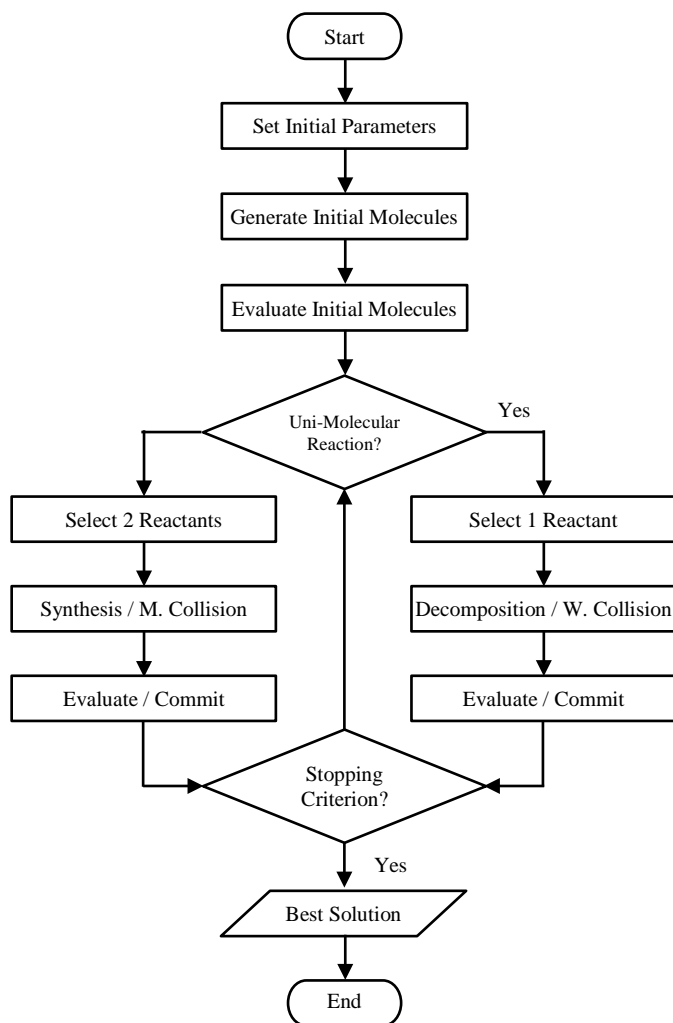 Start
Set Initial Parameters
Generate Initial Molecules
Evaluate Initial Molecules
Uni-Molecular
Reaction?
Yes
Select 2 Reactants
Select 1 Reactant
Synthesis / M. Collision
Decomposition / W. Collision
Evaluate / Commit
Evaluate / Commit
Stopping
Criterion?
Yes
Best Solution
End